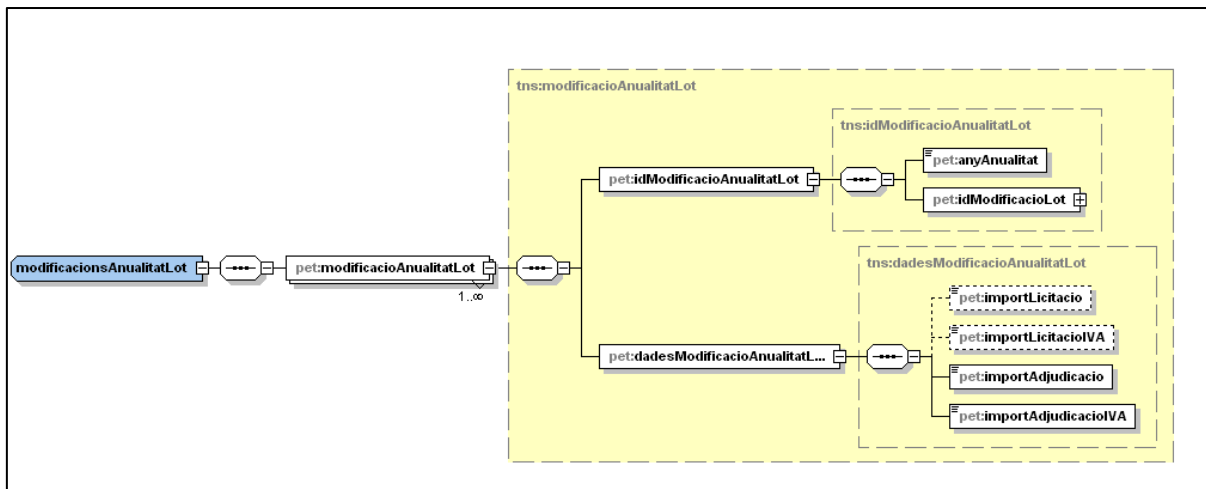 tns:modificacioAnualitatLot
tns:idModificacioAnualitatLot
pet:anyAnualitat
pet:idModificacioAnualitatLot
pet:idModificacioLot
modificacionsAnualitatLot
pet:modificacioAnualitatLot
1..∞
tns:dadesModificacioAnualitatLot
pet:importLicitacio
pet:importLicitacioIVA
pet:dadesModificacioAnualitatL...
pet:importAdjudicacio
pet:importAdjudicacioIVA